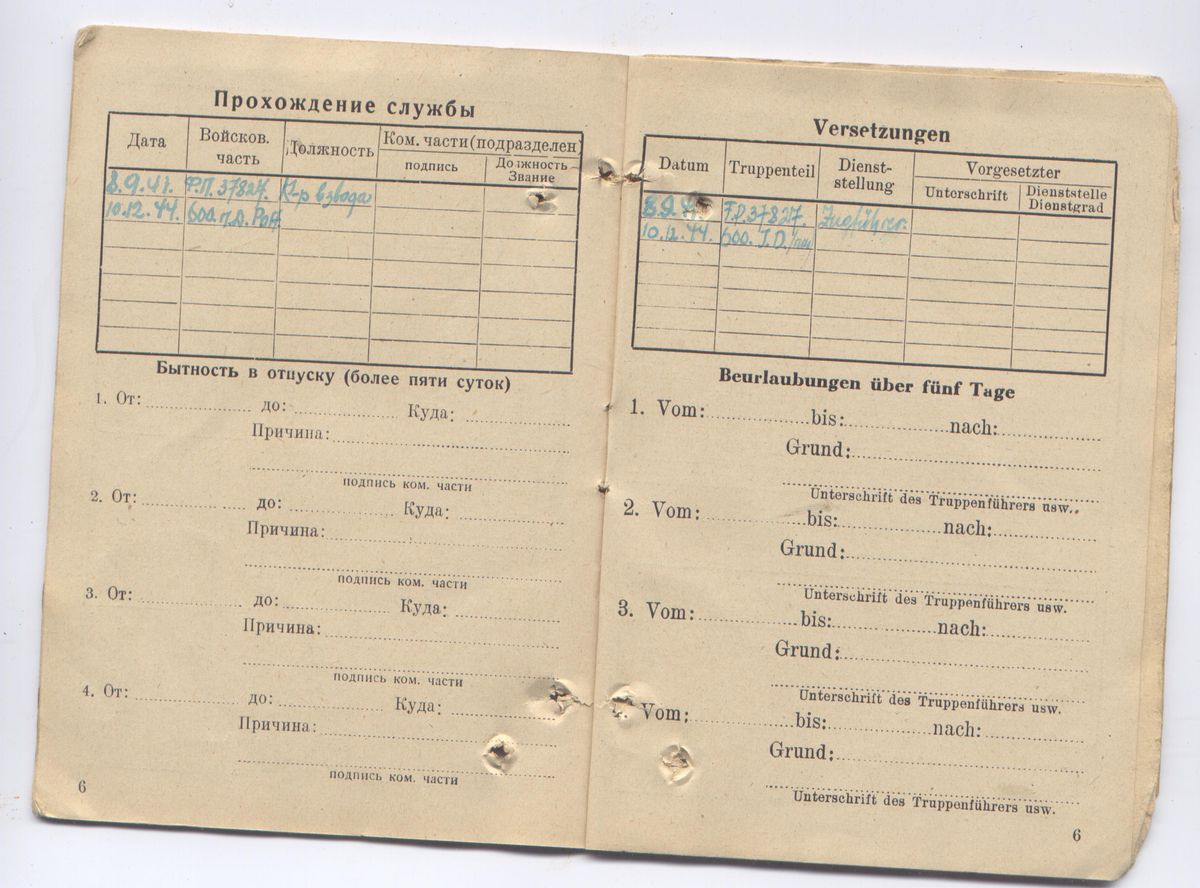 Прохождение службы
Дата Войсков. часть Должность Ком. части (подразделен)
подпись Должность Звание
8.9.41. Ф.П. 37827. К-р взвода
10.12.44. 600. п.д. РОА
Бытность в отпуску (более пяти суток)
1. От: до: Куда:
Причина:
подпись ком. части
2. От: до: Куда:
Причина:
подпись ком. части
3. От: до: Куда:
Причина:
подпись ком. части
4. От: до: Куда:
Причина:
подпись ком. части
6
Versetzungen
Datum Truppenteil Dienst-stellung Vorgesetzter
Unterschrift Dienststelle Dienstgrad
8.9. F.P. 37827. Zugführer.
10.12.44. 600. I.D.
Beurlaubungen über fünf Tage
1. Vom: bis: nach:
Grund:
Unterschrift des Truppenführers usw.
2. Vom: bis: nach:
Grund:
Unterschrift des Truppenführers usw.
3. Vom: bis: nach:
Grund:
Unterschrift des Truppenführers usw.
Vom: bis: nach:
Grund:
Unterschrift des Truppenführers usw.
6